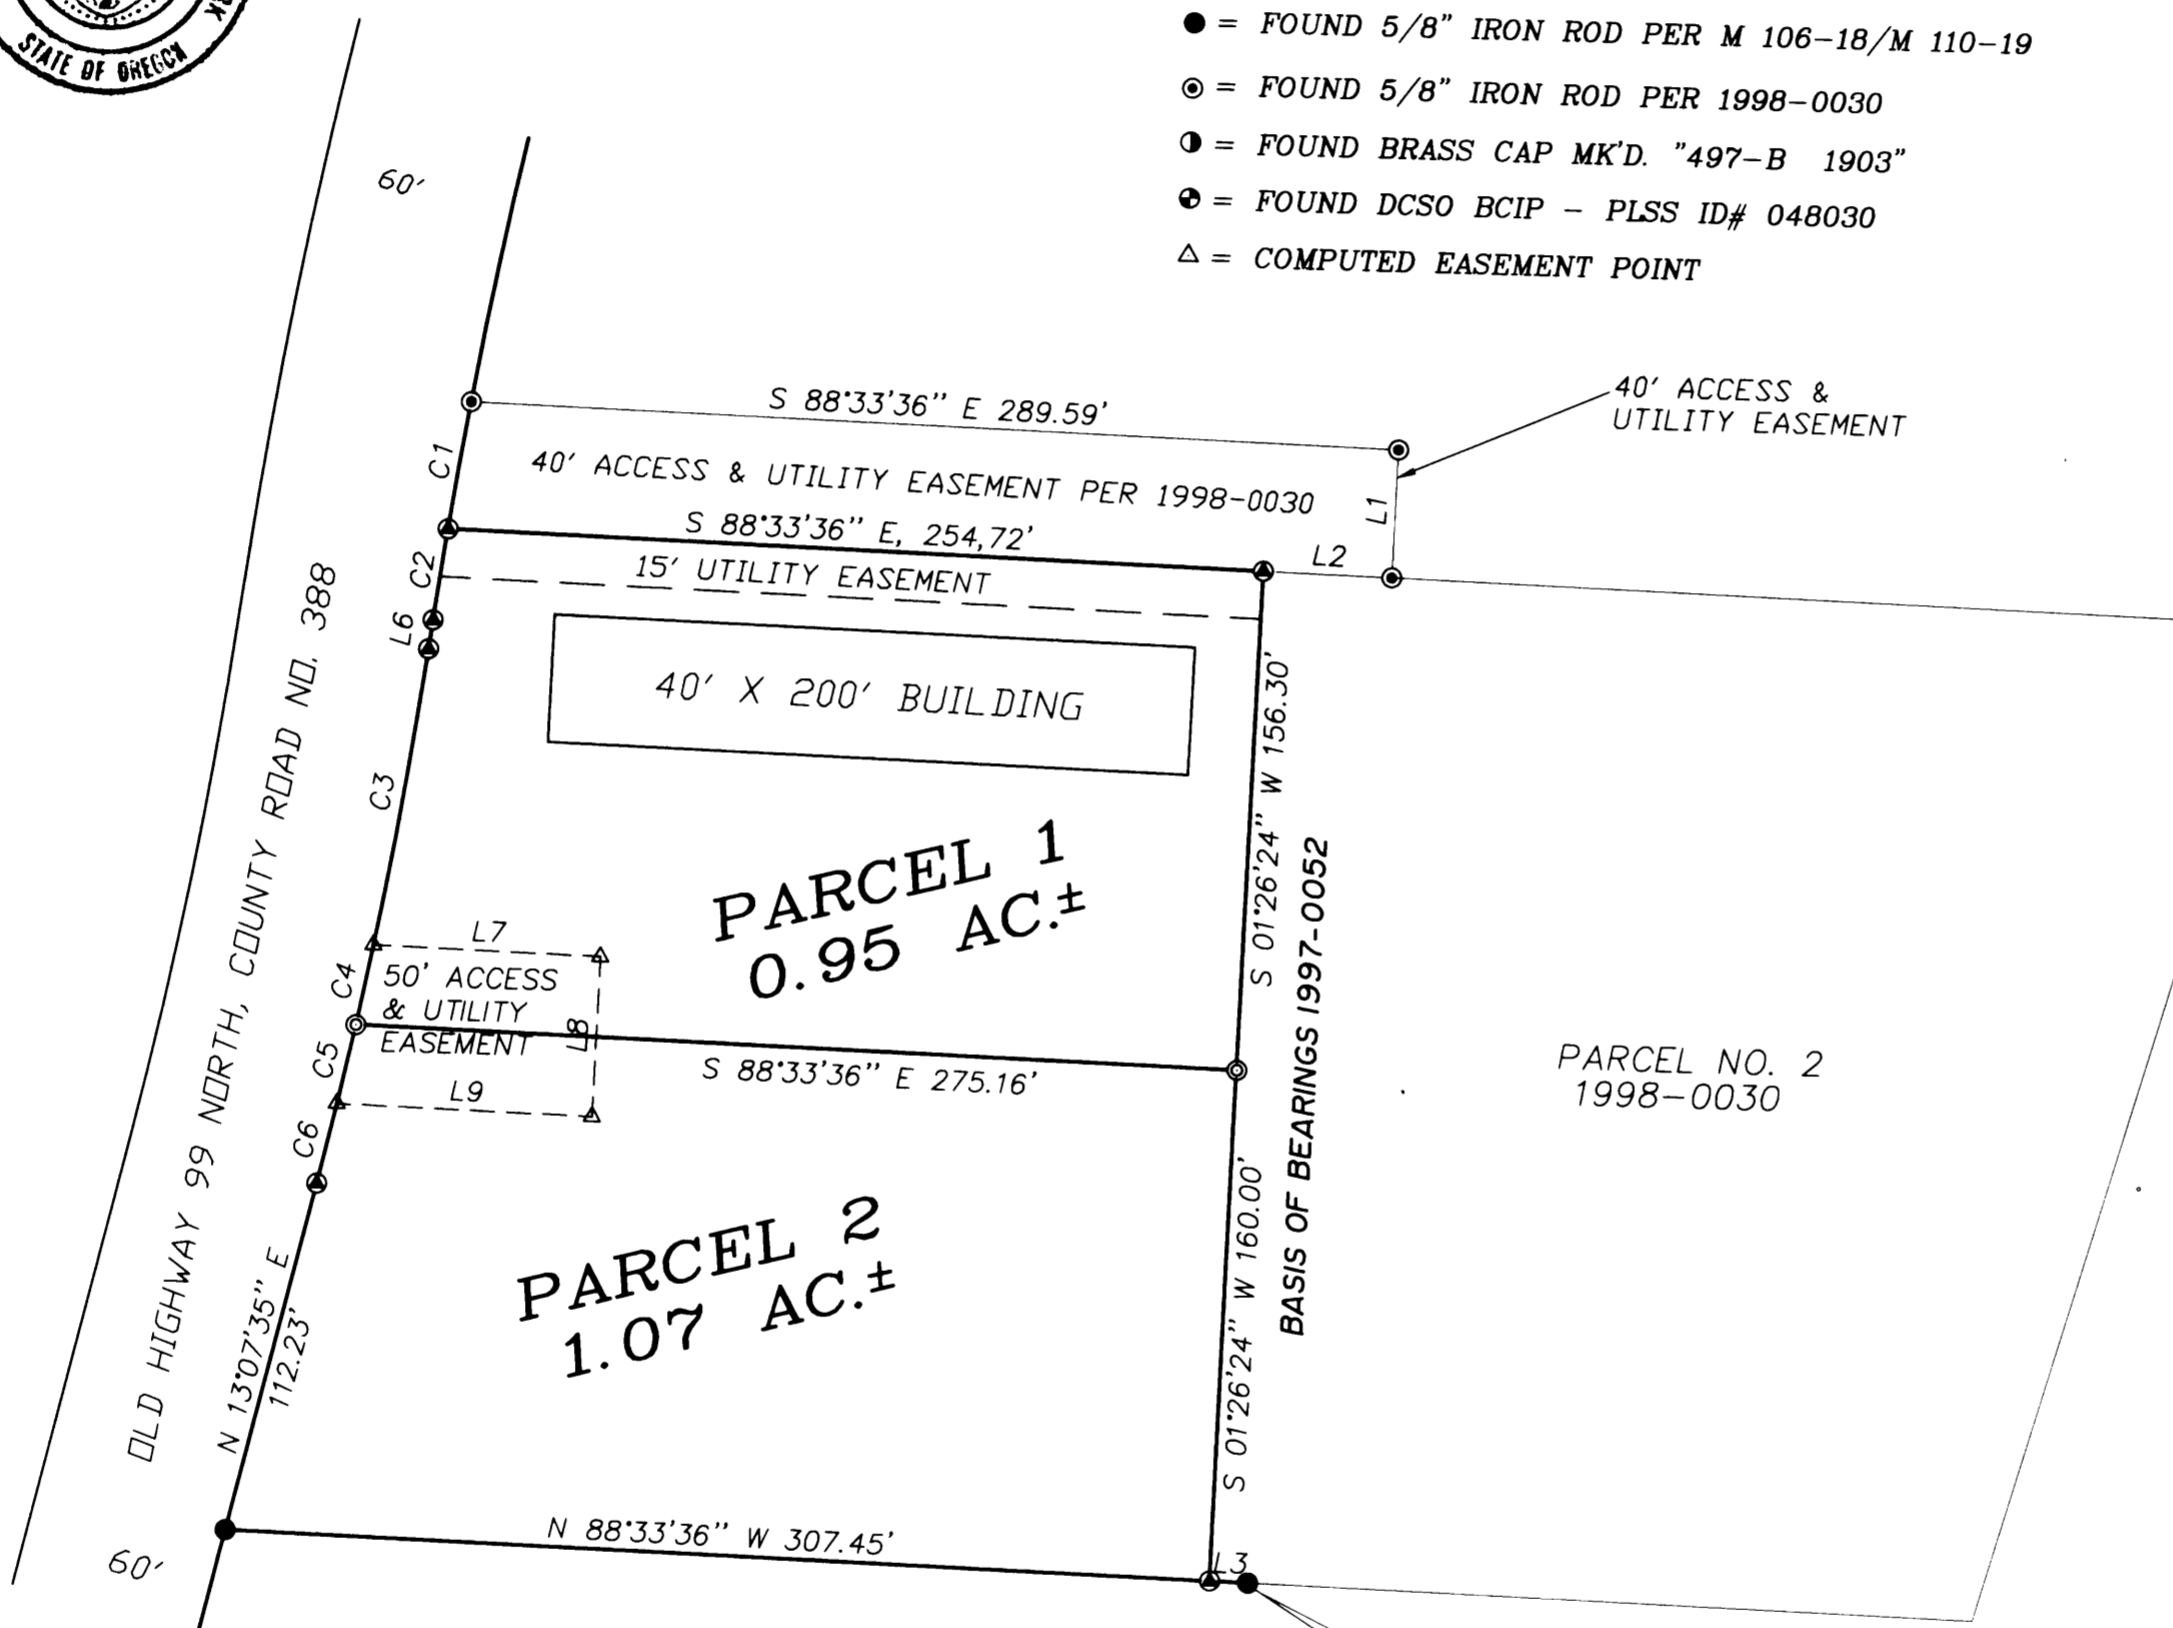 STATE OF OREGON
● = FOUND 5/8" IRON ROD PER M 106-18/M 110-19
= FOUND 5/8" IRON ROD PER 1998-0030
= FOUND BRASS CAP MK'D. "497-B 1903"
= FOUND DCSO BCIP - PLSS ID# 048030
△ = COMPUTED EASEMENT POINT
60'
S 88°33'36" E 289.59'
40' ACCESS &
UTILITY EASEMENT
C1
40' ACCESS & UTILITY EASEMENT PER 1998-0030
L1
S 88°33'36" E, 254,72'
L2
C2
15' UTILITY EASEMENT
L6
40' X 200' BUILDING
OLD HIGHWAY 99 NORTH, COUNTY ROAD NO. 388
C3
S 01°26'24" W 156.30'
PARCEL 1
0.95 AC.±
BASIS OF BEARINGS 1997-0052
L7
C4
50' ACCESS
& UTILITY
EASEMENT
L8
C5
S 88°33'36" E 275.16'
L9
PARCEL NO. 2
1998-0030
C6
PARCEL 2
1.07 AC.±
S 01°26'24" W 160.00'
N 13°07'35" E
112.23'
N 88°33'36" W 307.45'
L3
60'